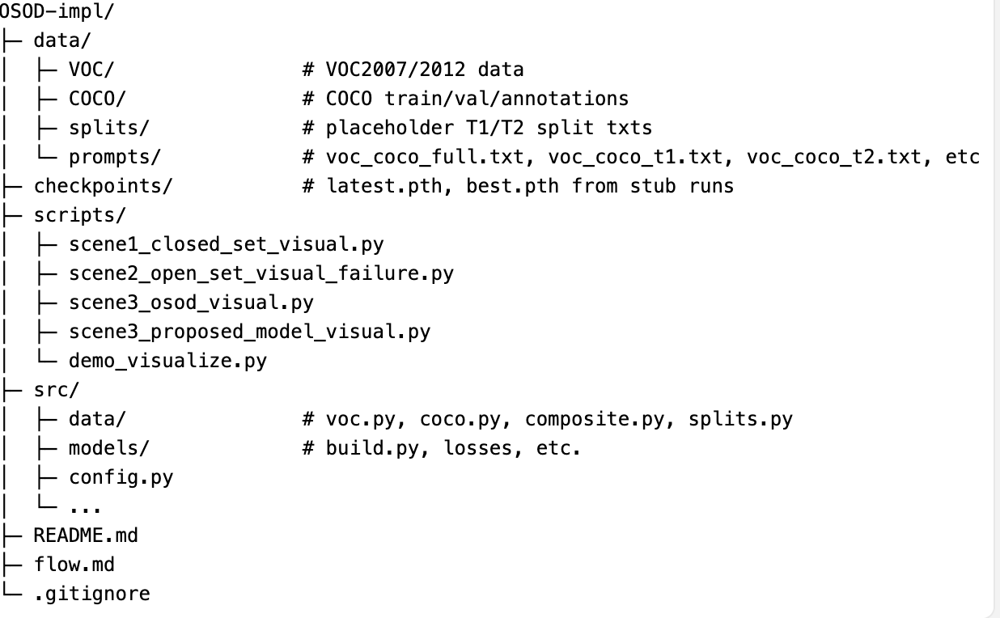 OSOD-impl/
├─ data/
│  ├─ VOC/                # VOC2007/2012 data
│  ├─ COCO/               # COCO train/val/annotations
│  ├─ splits/             # placeholder T1/T2 split txts
│  └─ prompts/            # voc_coco_full.txt, voc_coco_t1.txt, voc_coco_t2.txt, etc
├─ checkpoints/           # latest.pth, best.pth from stub runs
├─ scripts/
│  ├─ scene1_closed_set_visual.py
│  ├─ scene2_open_set_visual_failure.py
│  ├─ scene3_osod_visual.py
│  ├─ scene3_proposed_model_visual.py
│  └─ demo_visualize.py
├─ src/
│  ├─ data/               # voc.py, coco.py, composite.py, splits.py
│  ├─ models/             # build.py, losses, etc.
│  ├─ config.py
│  └─ ...
├─ README.md
├─ flow.md
└─ .gitignore